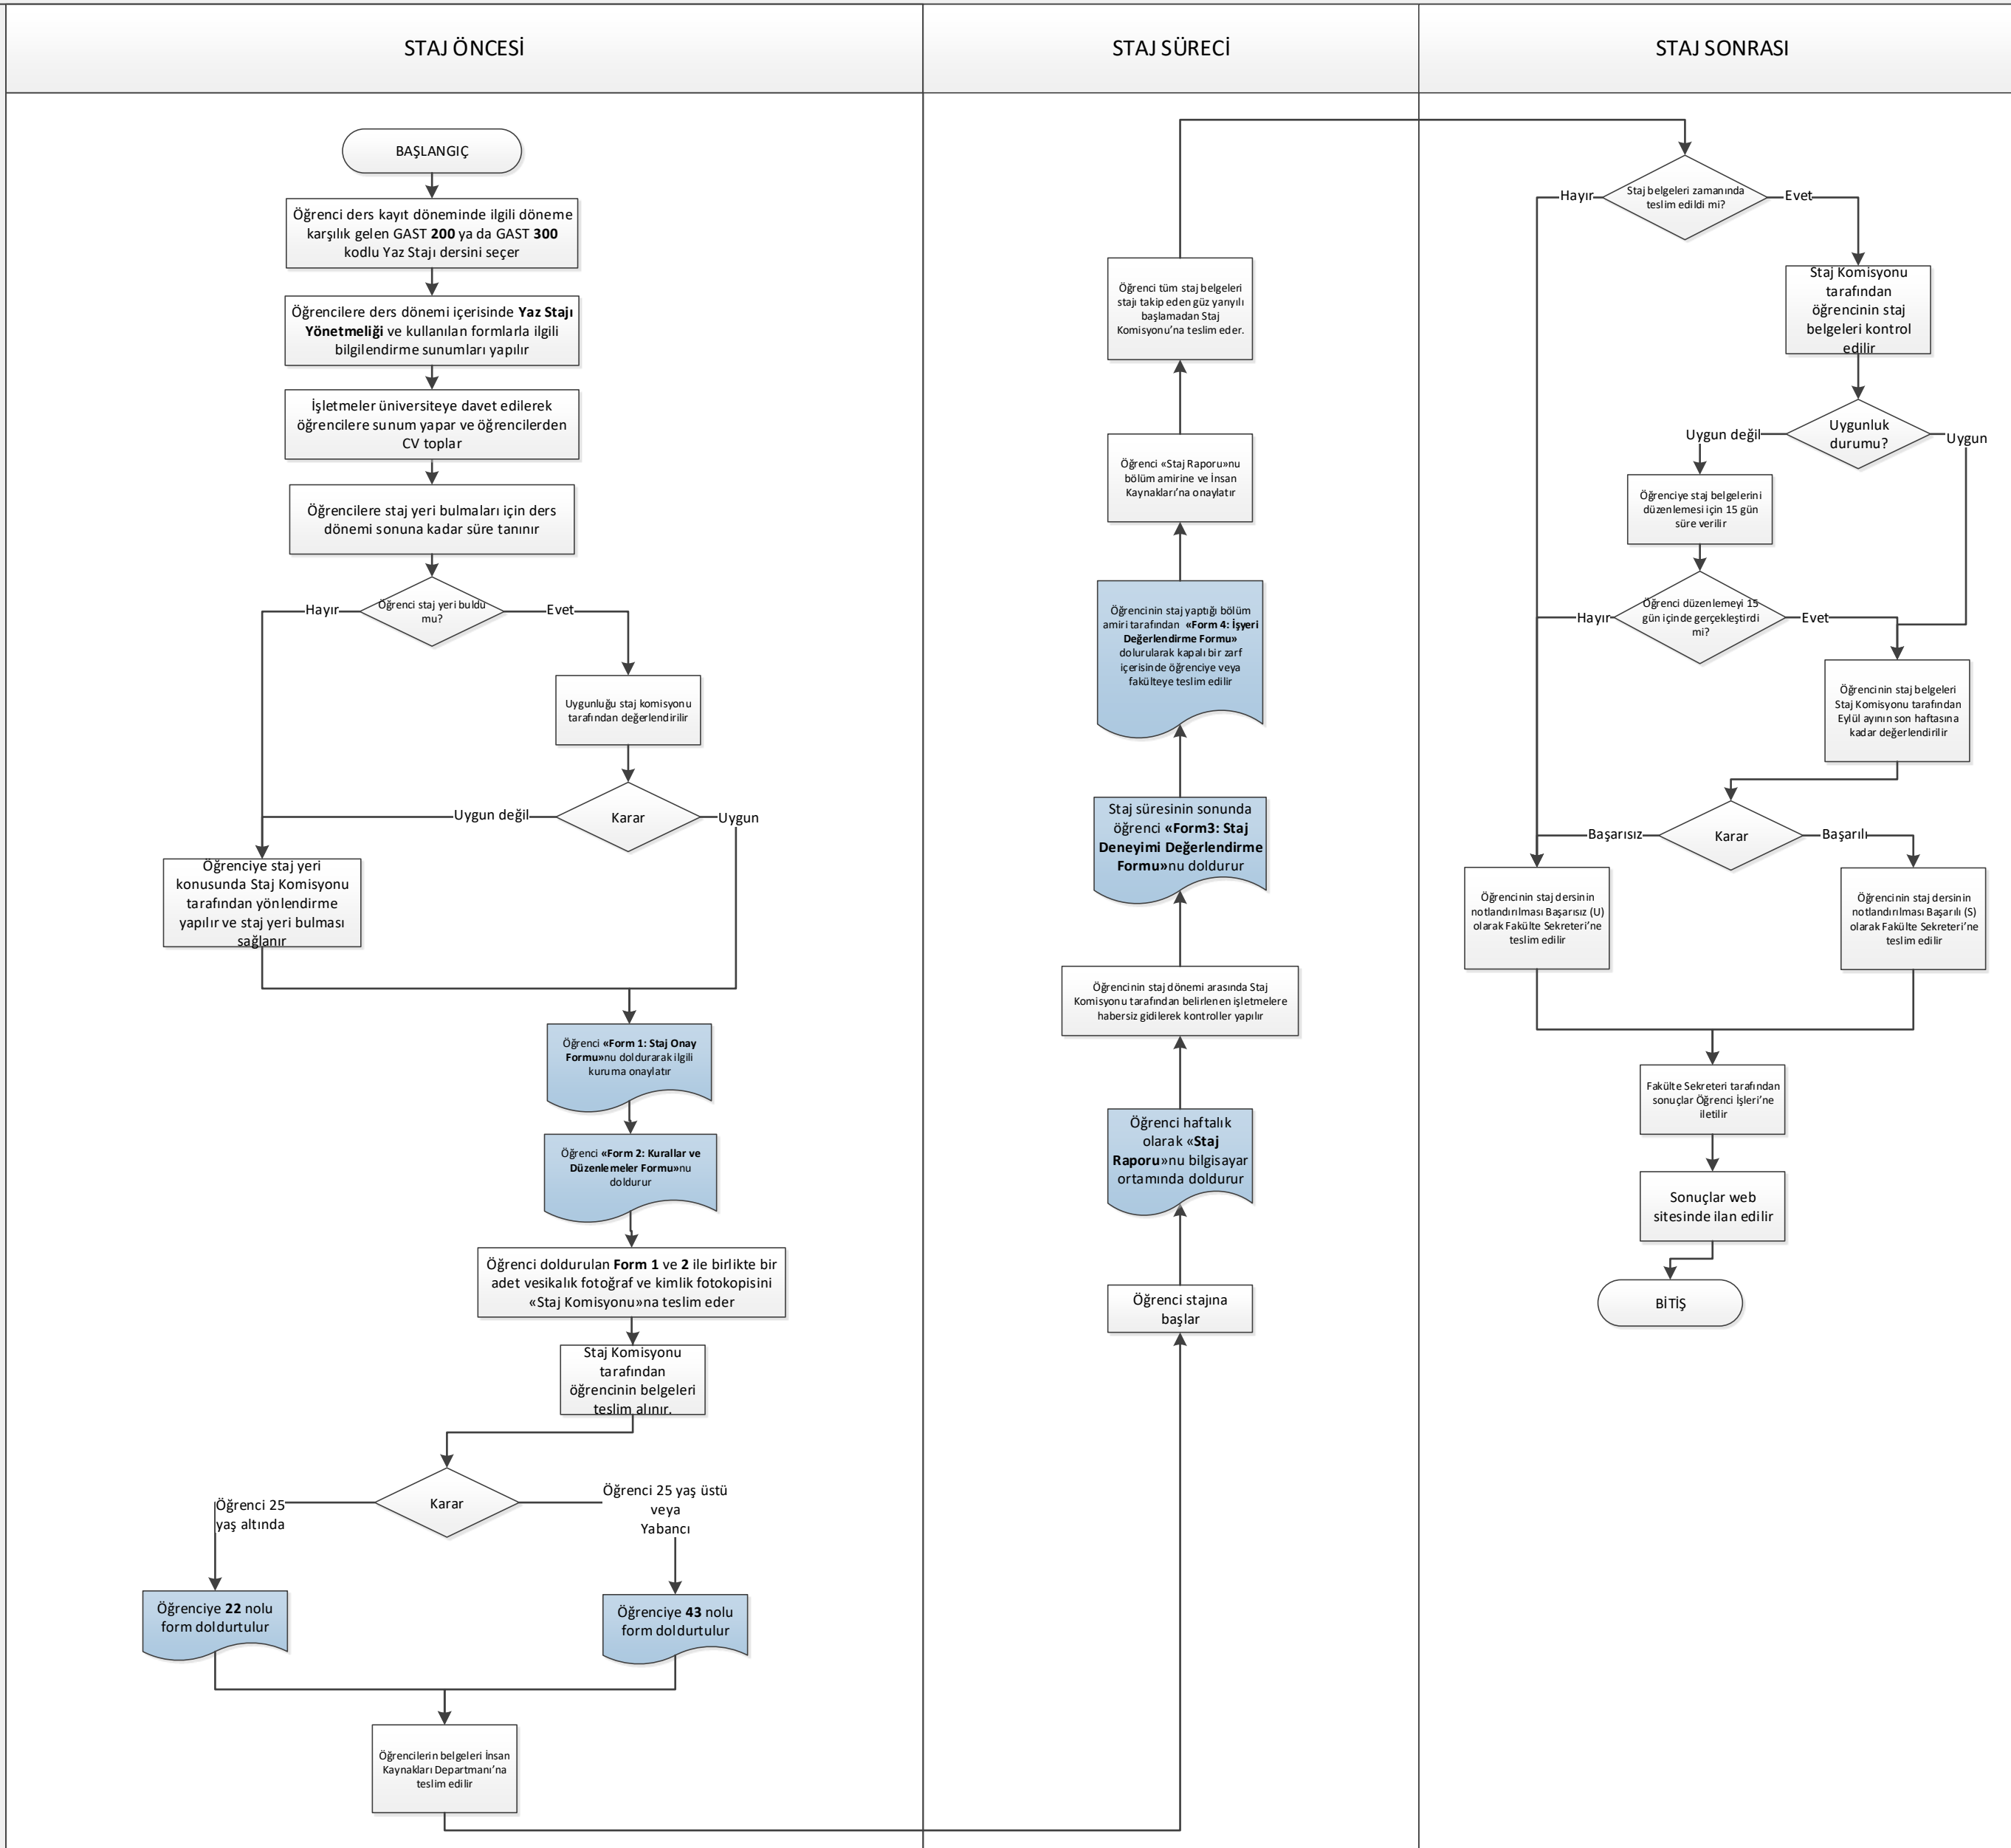 STAJ ÖNCESİ
BAŞLANGIÇ
Öğrenci ders kayıt döneminde ilgili döneme
karşılık gelen GAST 200 ya da GAST 300
kodlu Yaz Stajı dersini seçer
Öğrencilere ders dönemi içerisinde Yaz Stajı
Yönetmeliği ve kullanılan formlarla ilgili
bilgilendirme sunumları yapılır
İşletmeler üniversiteye davet edilerek
öğrencilere sunum yapar ve öğrencilerden
CV toplar
Öğrencilere staj yeri bulmaları için ders
dönemi sonuna kadar süre tanınır
Öğrenci staj yeri buldu
mu?
Hayır
Evet
Uygunluğu staj komisyonu
tarafından değerlendirilir
Karar
Uygun değil
Uygun
Öğrenciye staj yeri
konusunda Staj Komisyonu
tarafından yönlendirme
yapılır ve staj yeri bulması
sağlanır
Öğrenci «Form 1: Staj Onay
Formu»nu doldurarak ilgili
kuruma onaylatır
Öğrenci «Form 2: Kurallar ve
Düzenlemeler Formu»nu
doldurur
Öğrenci doldurulan Form 1 ve 2 ile birlikte bir
adet vesikalık fotoğraf ve kimlik fotokopisini
«Staj Komisyonu»na teslim eder
Staj Komisyonu
tarafından
öğrencinin belgeleri
teslim alınır.
Karar
Öğrenci 25
yaş altında
Öğrenci 25 yaş üstü
veya
Yabancı
Öğrenciye 22 nolu
form doldurtulur
Öğrenciye 43 nolu
form doldurtulur
Öğrencilerin belgeleri İnsan
Kaynakları Departmanı’na
teslim edilir
STAJ SÜRECİ
Öğrenci tüm staj belgeleri
stajı takip eden güz yarıyılı
başlamadan Staj
Komisyonu’na teslim eder.
Öğrenci «Staj Raporu»nu
bölüm amirine ve İnsan
Kaynakları’na onaylatır
Öğrencinin staj yaptığı bölüm
amiri tarafından «Form 4: İşyeri
Değerlendirme Formu»
dolurularak kapalı bir zarf
içerisinde öğrenciye veya
fakülteye teslim edilir
Staj süresinin sonunda
öğrenci «Form3: Staj
Deneyimi Değerlendirme
Formu»nu doldurur
Öğrencinin staj dönemi arasında Staj
Komisyonu tarafından belirlenen işletmelere
habersiz gidilerek kontroller yapılır
Öğrenci haftalık
olarak «Staj
Raporu»nu bilgisayar
ortamında doldurur
Öğrenci stajına
başlar
STAJ SONRASI
Staj belgeleri zamanında
teslim edildi mi?
Hayır
Evet
Staj Komisyonu
tarafından
öğrencinin staj
belgeleri kontrol
edilir
Uygunluk
durumu?
Uygun değil
Uygun
Öğrenciye staj belgelerini
düzenlemesi için 15 gün
süre verilir
Öğrenci düzenlemeyi 15
gün içinde gerçekleştirdi
mi?
Hayır
Evet
Öğrencinin staj belgeleri
Staj Komisyonu tarafından
Eylül ayının son haftasına
kadar değerlendirilir
Karar
Başarısız
Başarılı
Öğrencinin staj dersinin
notlandırılması Başarısız (U)
olarak Fakülte Sekreteri’ne
teslim edilir
Öğrencinin staj dersinin
notlandırılması Başarılı (S)
olarak Fakülte Sekreteri’ne
teslim edilir
Fakülte Sekreteri tarafından
sonuçlar Öğrenci İşleri’ne
iletilir
Sonuçlar web
sitesinde ilan edilir
BİTİŞ